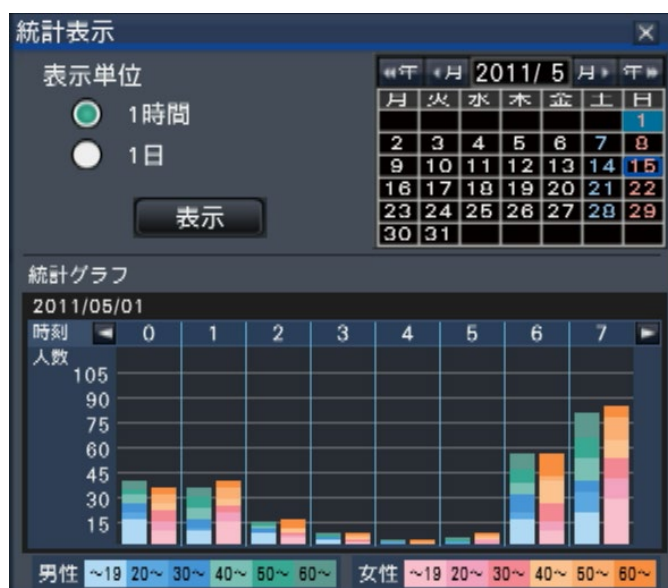 統計表示
表示単位
1時間
1日
表示
年 月 2011/ 5 月 年
月 火 水 木 金 土 日
1
2 3 4 5 6 7 8
9 10 11 12 13 14 15
16 17 18 19 20 21 22
23 24 25 26 27 28 29
30 31
統計グラフ
2011/05/01
時刻 0 1 2 3 4 5 6 7
人数
105
90
75
60
45
30
15
男性 ~19 20~ 30~ 40~ 50~ 60~ 女性 ~19 20~ 30~ 40~ 50~ 60~